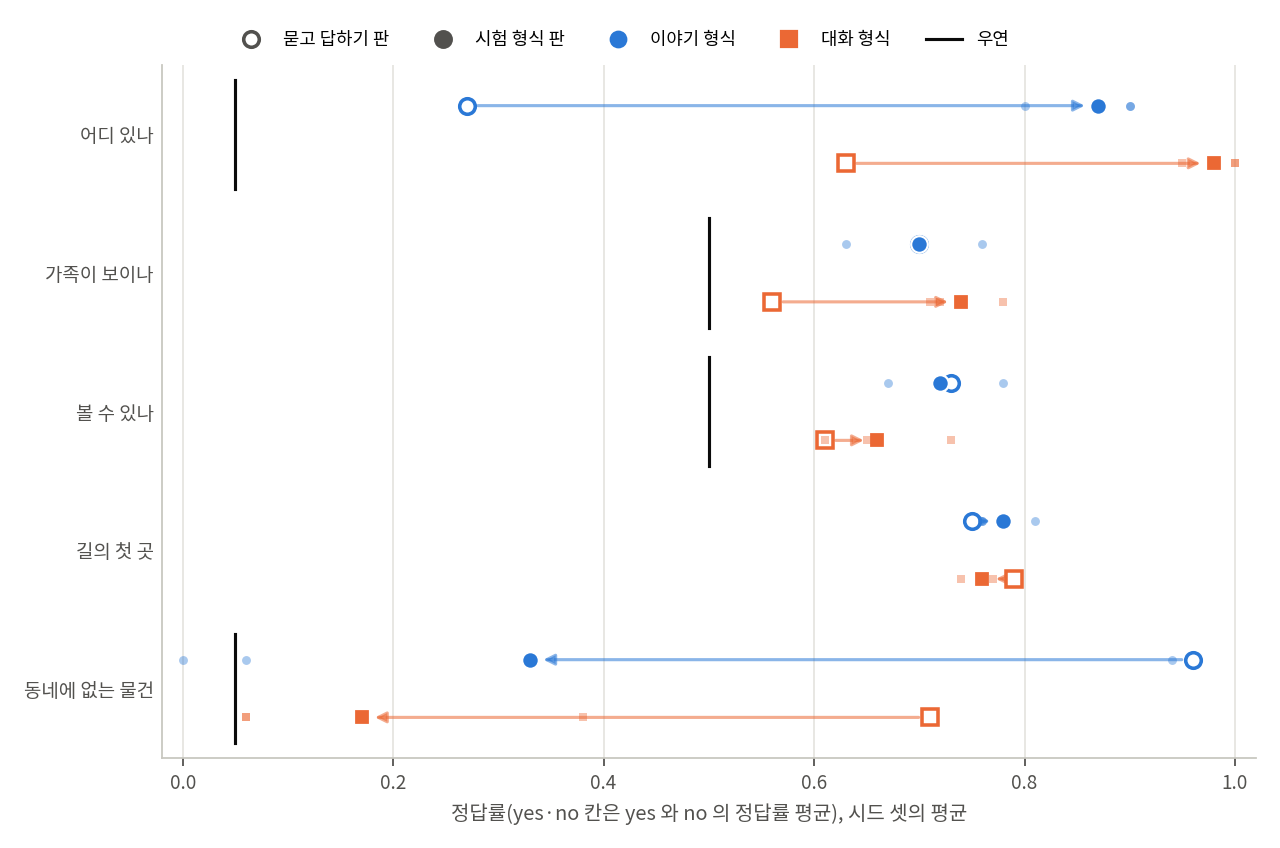 묻고 답하기 판 시험 형식 판 이야기 형식 대화 형식 우연
어디 있나
가족이 보이나
볼 수 있나
길의 첫 곳
동네에 없는 물건
0.0 0.2 0.4 0.6 0.8 1.0
정답률(yes·no 칸은 yes 와 no 의 정답률 평균), 시드 셋의 평균